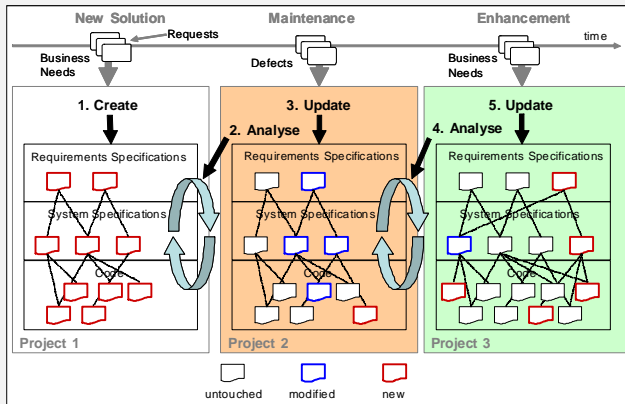 New Solution
Maintenance
Enhancement
Requests
time
Business
Needs
Defects
Business
Needs
1. Create
2. Analyse
3. Update
4. Analyse
5. Update
Requirements Specifications
Requirements Specifications
Requirements Specifications
System Specifications
System Specifications
System Specifications
Code
Code
Code
Project 1
Project 2
Project 3
untouched
modified
new